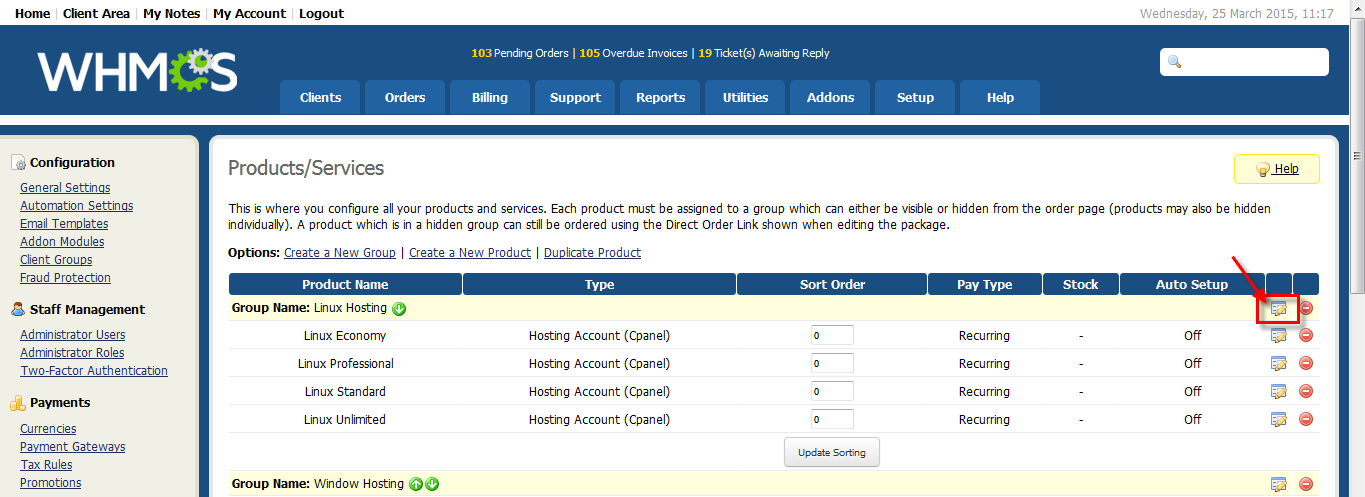 Home | Client Area | My Notes | My Account | Logout
Wednesday, 25 March 2015, 11:17
WHMCS
103 Pending Orders | 105 Overdue Invoices | 19 Ticket(s) Awaiting Reply
Clients Orders Billing Support Reports Utilities Addons Setup Help
Configuration
General Settings
Automation Settings
Email Templates
Addon Modules
Client Groups
Fraud Protection
Staff Management
Administrator Users
Administrator Roles
Two-Factor Authentication
Payments
Currencies
Payment Gateways
Tax Rules
Promotions
Products/Services
Help
This is where you configure all your products and services. Each product must be assigned to a group which can either be visible or hidden from the order page (products may also be hidden
individually). A product which is in a hidden group can still be ordered using the Direct Order Link shown when editing the package.
Options: Create a New Group | Create a New Product | Duplicate Product
Product Name Type Sort Order Pay Type Stock Auto Setup
Group Name: Linux Hosting
Linux Economy Hosting Account (Cpanel) 0 Recurring - Off
Linux Professional Hosting Account (Cpanel) 0 Recurring - Off
Linux Standard Hosting Account (Cpanel) 0 Recurring - Off
Linux Unlimited Hosting Account (Cpanel) 0 Recurring - Off
Update Sorting
Group Name: Window Hosting